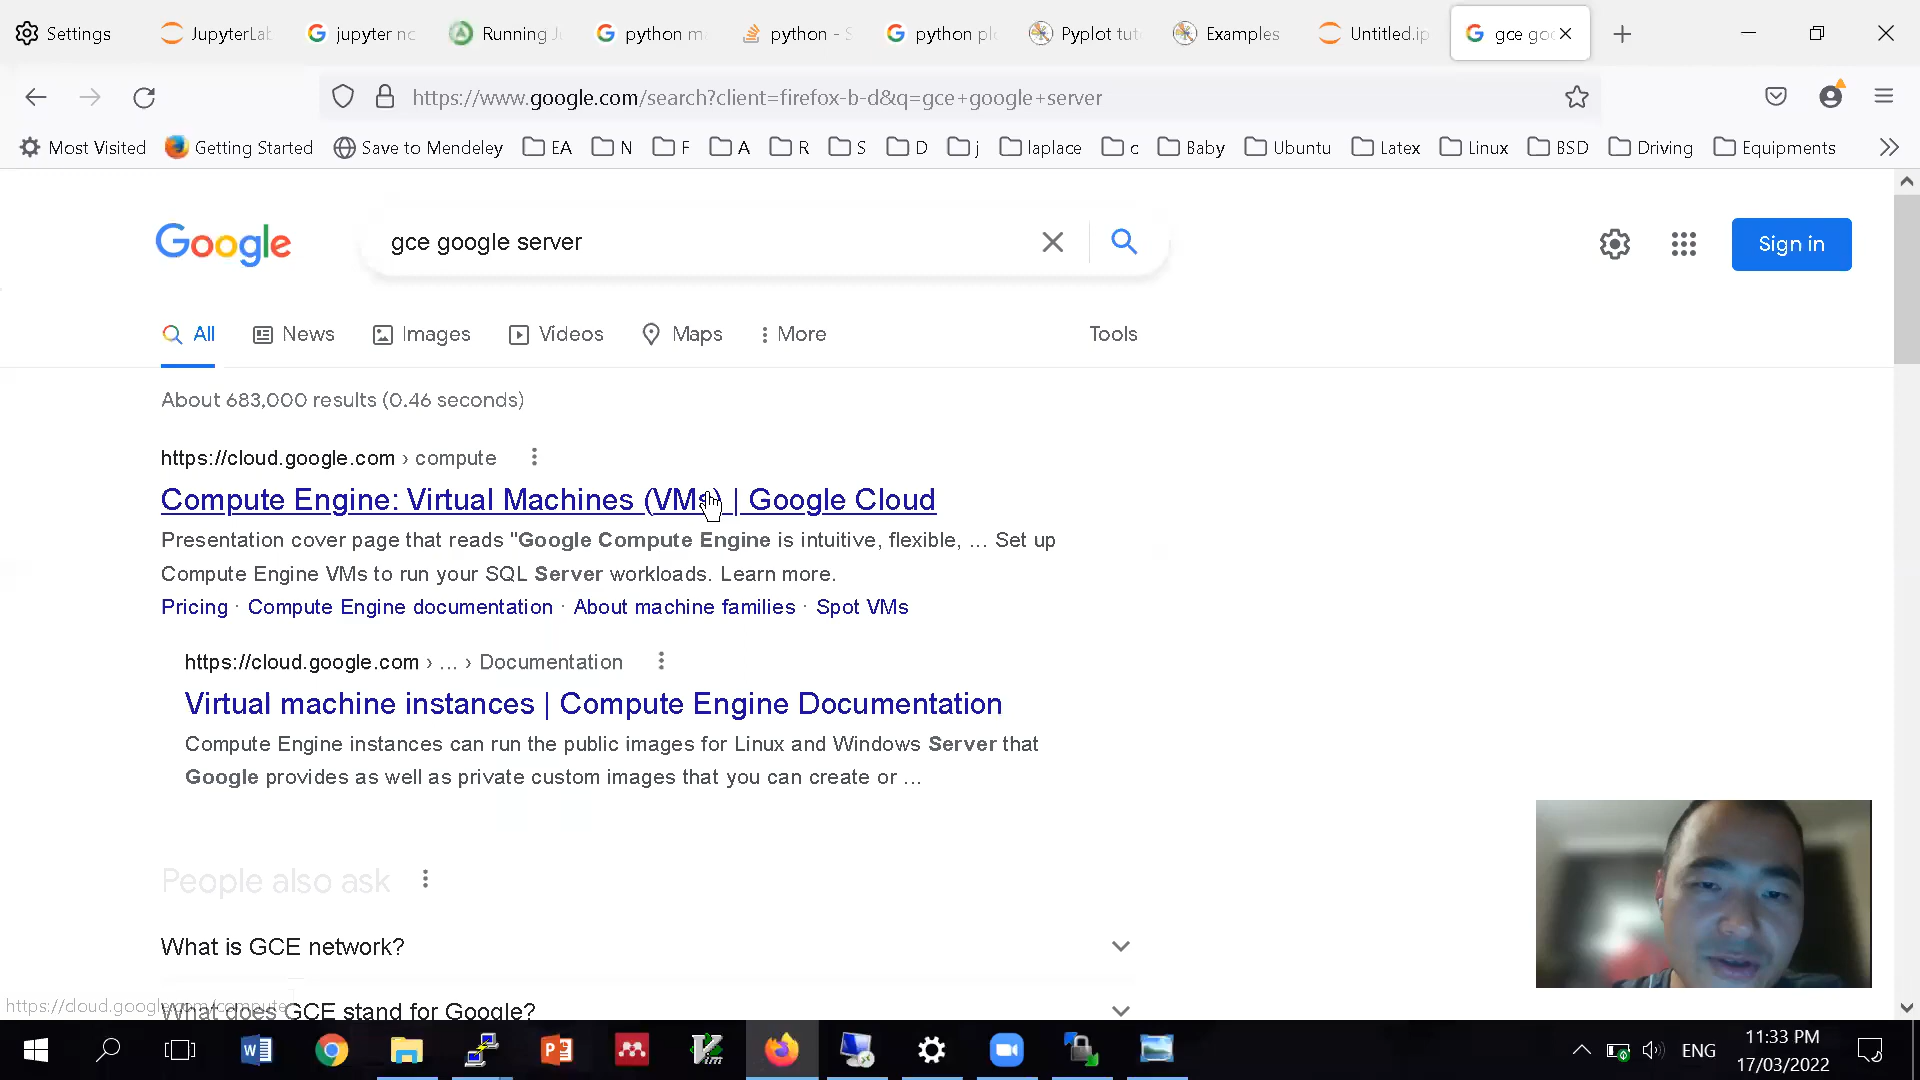 Settings
JupyterLab
jupyter no
Running J
python m
python - S
python pl
Pyplot tut
Examples
Untitled.ip
gce goo
https://www.google.com/search?client=firefox-b-d&q=gce+google+server
Most Visited
Getting Started
Save to Mendeley
EA
N
F
A
R
S
D
j
laplace
c
Baby
Ubuntu
Latex
Linux
BSD
Driving
Equipments
Google
gce google server
Sign in
All
News
Images
Videos
Maps
More
Tools
About 683,000 results (0.46 seconds)
https://cloud.google.com › compute
Compute Engine: Virtual Machines (VMs) | Google Cloud
Presentation cover page that reads "Google Compute Engine is intuitive, flexible, ... Set up
Compute Engine VMs to run your SQL Server workloads. Learn more.
Pricing · Compute Engine documentation · About machine families · Spot VMs
https://cloud.google.com › ... › Documentation
Virtual machine instances | Compute Engine Documentation
Compute Engine instances can run the public images for Linux and Windows Server that
Google provides as well as private custom images that you can create or ...
People also ask
What is GCE network?
https://cloud.google.com/compute
What does GCE stand for Google?
ENG
11:33 PM
17/03/2022